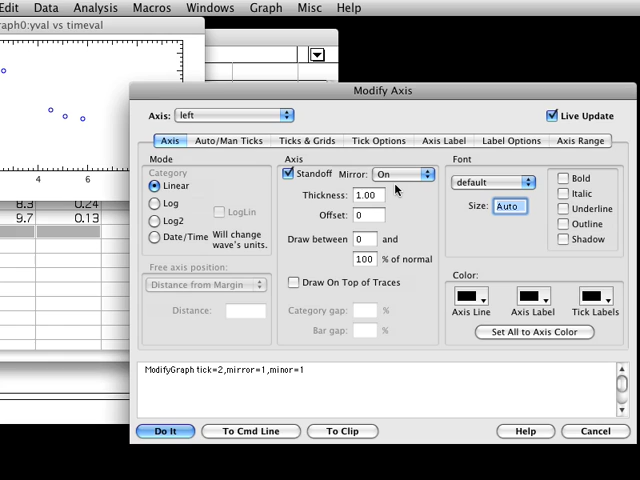 Edit Data Analysis Macros Windows Graph Misc Help
raph0:yval vs timeval
4 6
8.3 0.24
9.7 0.13
Modify Axis
Axis: left
Live Update
Axis Auto/Man Ticks Ticks & Grids Tick Options Axis Label Label Options Axis Range
Mode
Category
Linear
Log
Log2
LogLin
Date/Time
Will change
wave's units.
Free axis position:
Distance from Margin
Distance:
Axis
Standoff Mirror: On
Thickness: 1.00
Offset: 0
Draw between 0 and
100 % of normal
Draw On Top of Traces
Category gap: %
Bar gap: %
Font
default
Size: Auto
Bold
Italic
Underline
Outline
Shadow
Color:
Axis Line Axis Label Tick Labels
Set All to Axis Color
ModifyGraph tick=2,mirror=1,minor=1
Do It To Cmd Line To Clip Help Cancel